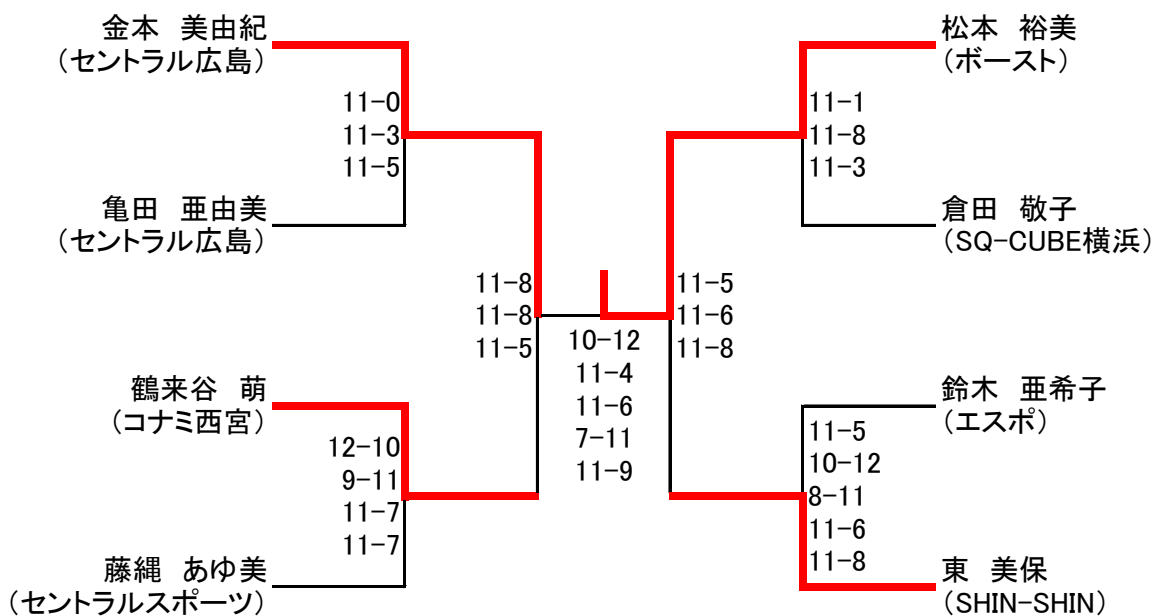 金本　美由紀
（セントラル広島）
11-0
11-3
11-5
亀田　亜由美
（セントラル広島）
11-8
11-8
11-5
鶴来谷　萌
（コナミ西宮）
12-10
9-11
11-7
11-7
藤縄　あゆ美
（セントラルスポーツ）
10-12
11-4
11-6
7-11
11-9
松本　裕美
（ボースト）
11-1
11-8
11-3
倉田　敬子
（SQ-CUBE横浜）
11-5
11-6
11-8
鈴木　亜希子
（エスポ）
11-5
10-12
8-11
11-6
11-8
東　美保
（SHIN-SHIN）